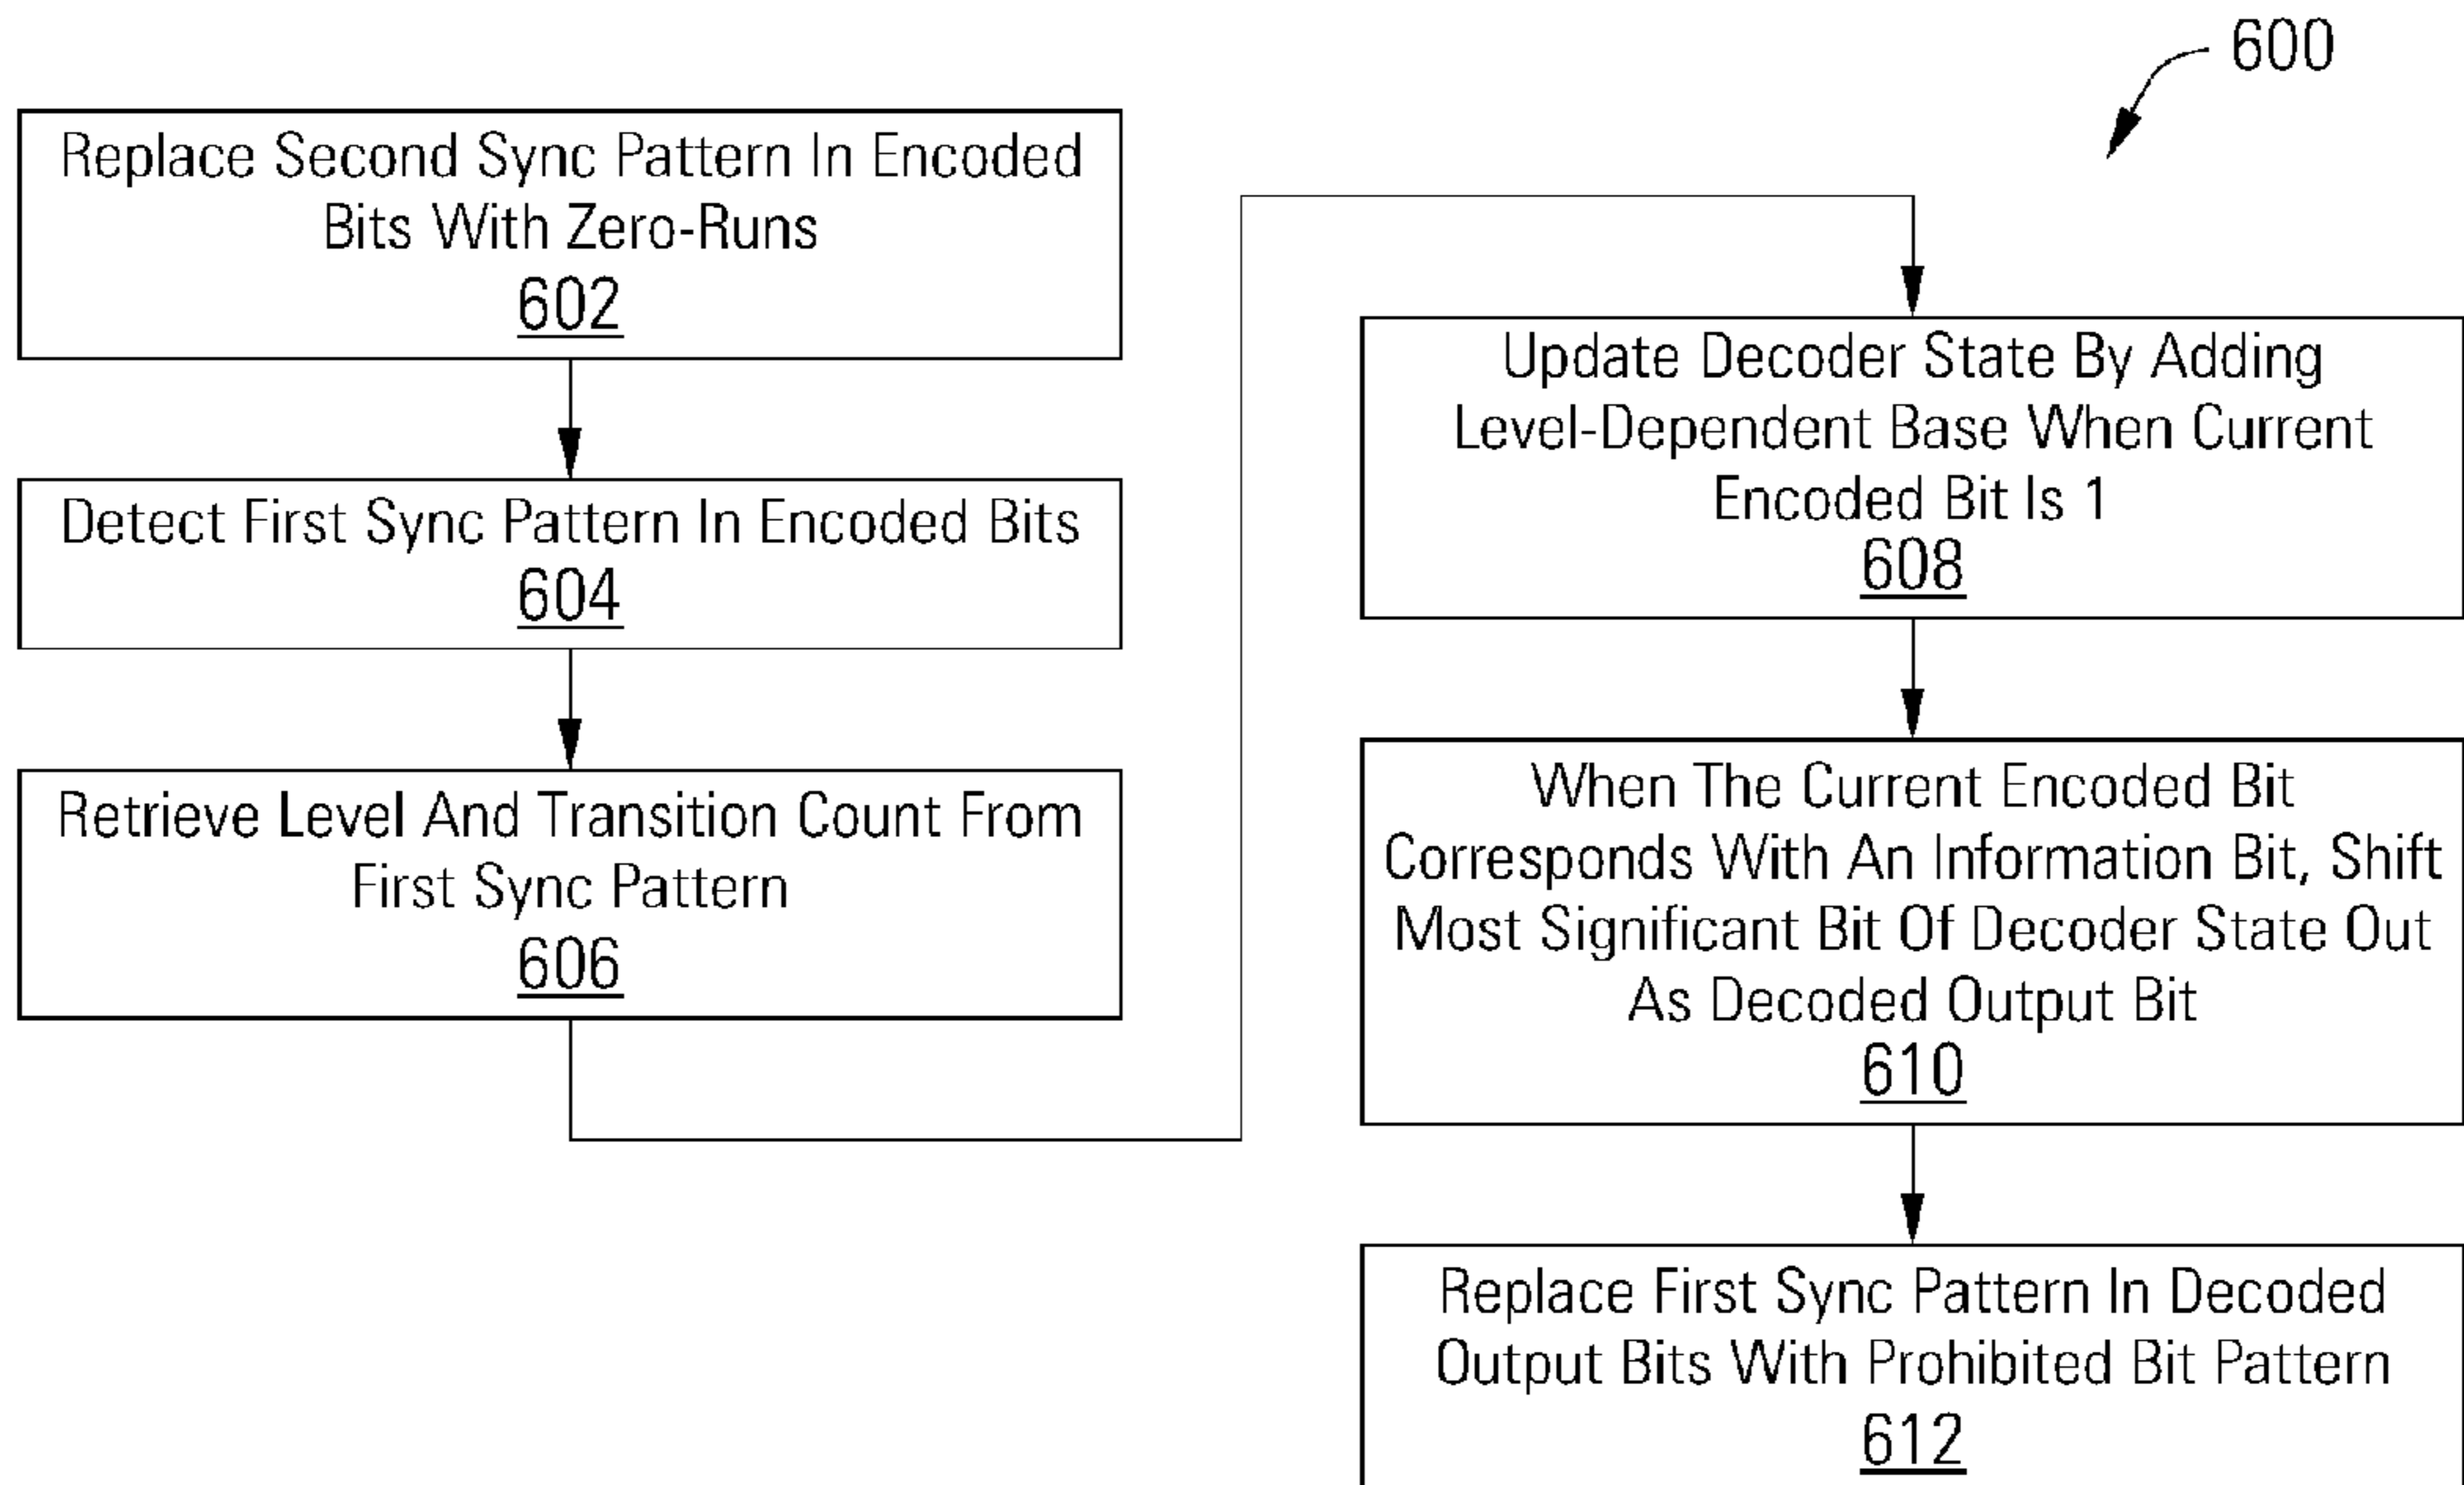 600
Replace Second Sync Pattern In Encoded
Bits With Zero-Runs
602
Detect First Sync Pattern In Encoded Bits
604
Retrieve Level And Transition Count From
First Sync Pattern
606
Update Decoder State By Adding
Level-Dependent Base When Current
Encoded Bit Is 1
608
When The Current Encoded Bit
Corresponds With An Information Bit, Shift
Most Significant Bit Of Decoder State Out
As Decoded Output Bit
610
Replace First Sync Pattern In Decoded
Output Bits With Prohibited Bit Pattern
612